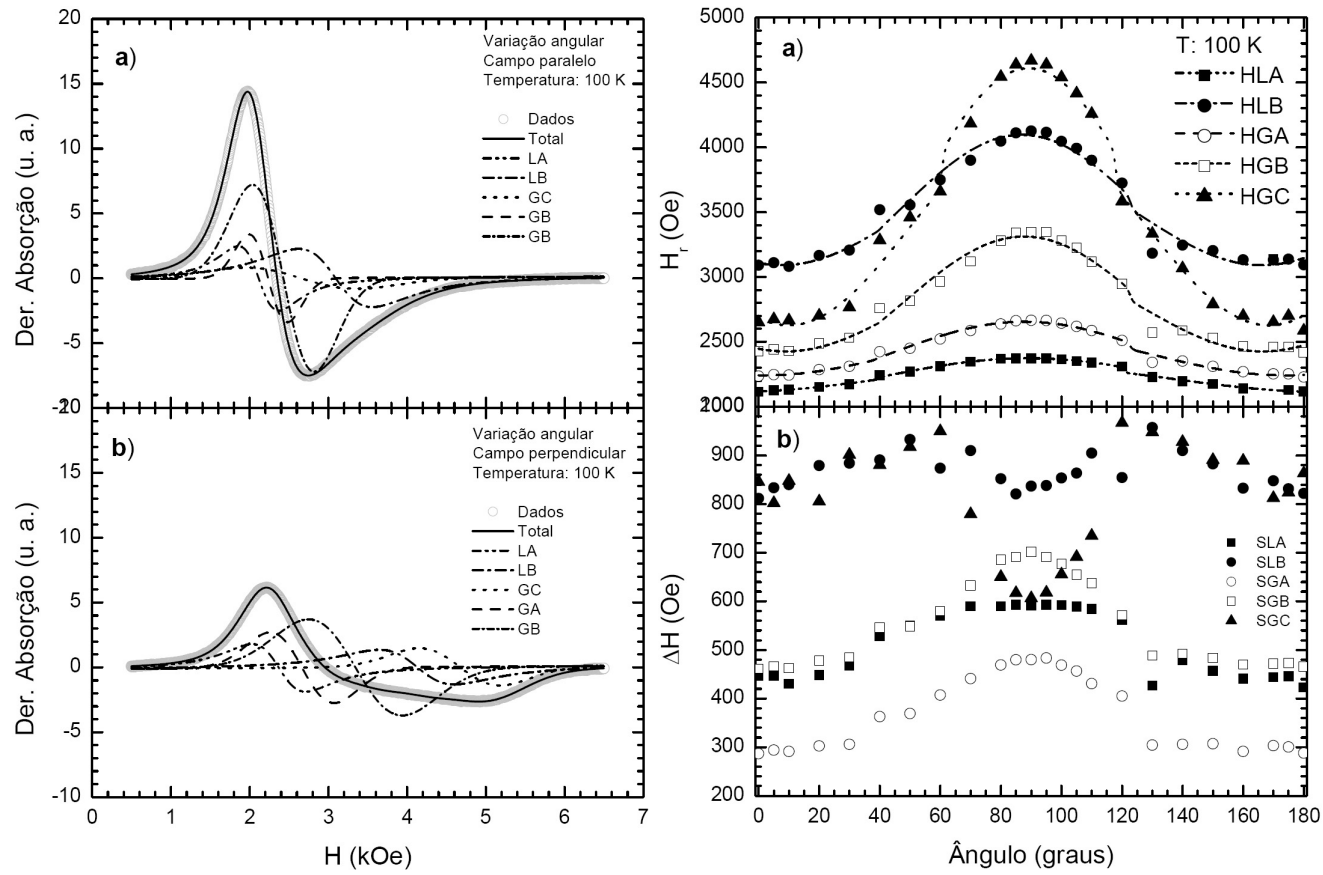 a)
Variação angular
Campo paralelo
Temperatura: 100 K
Dados
Total
LA
LB
GC
GB
GB
15
10
5
0
-5
Der. Absorção (u. a.)
b)
Variação angular
Campo perpendicular
Temperatura: 100 K
Dados
Total
LA
LB
GC
GA
GB
15
10
5
0
-5
-10
Der. Absorção (u. a.)
0 1 2 3 4 5 6 7
H (kOe)
a)
T: 100 K
HLA
HLB
HGA
HGB
HGC
5000
4500
4000
3500
3000
2500
Hr (Oe)
b)
SLA
SLB
SGA
SGB
SGC
900
800
700
600
500
400
300
200
ΔH (Oe)
0 20 40 60 80 100 120 140 160 180
Ângulo (graus)